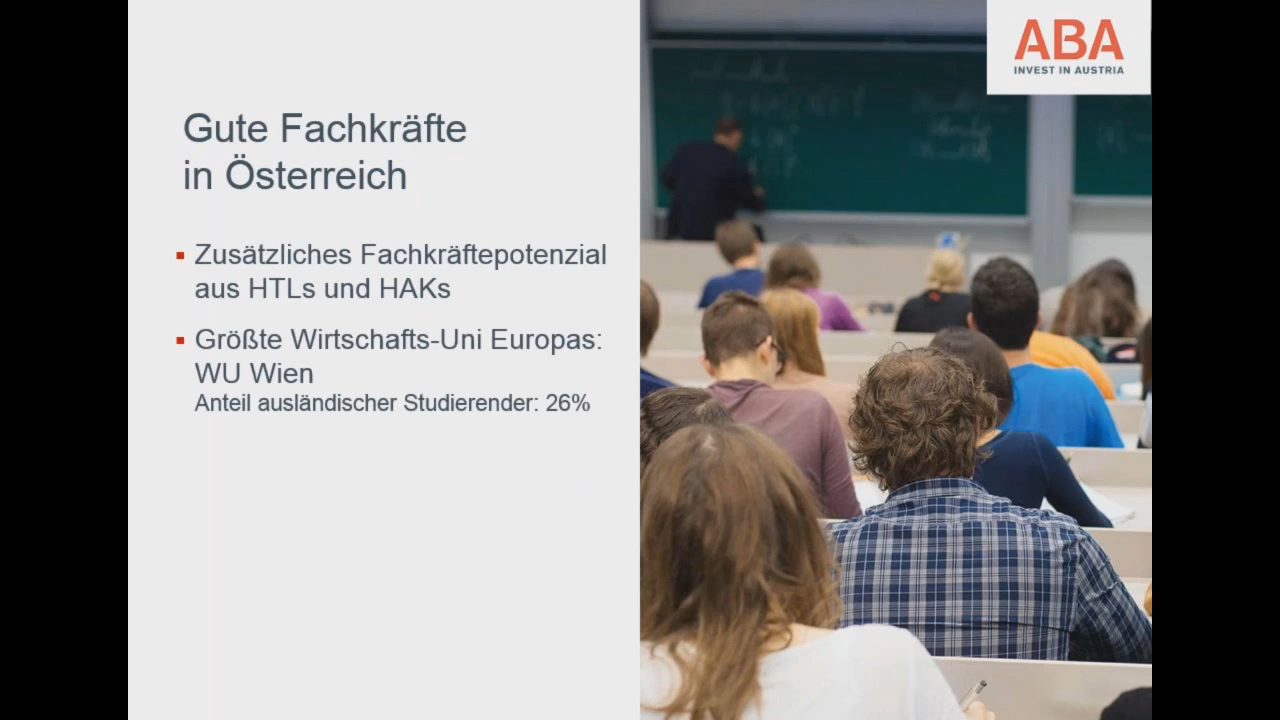 ABA
INVEST IN AUSTRIA
Gute Fachkräfte
in Österreich
Zusätzliches Fachkräftepotenzial
aus HTLs und HAKs
Größte Wirtschafts-Uni Europas:
WU Wien
Anteil ausländischer Studierender: 26%